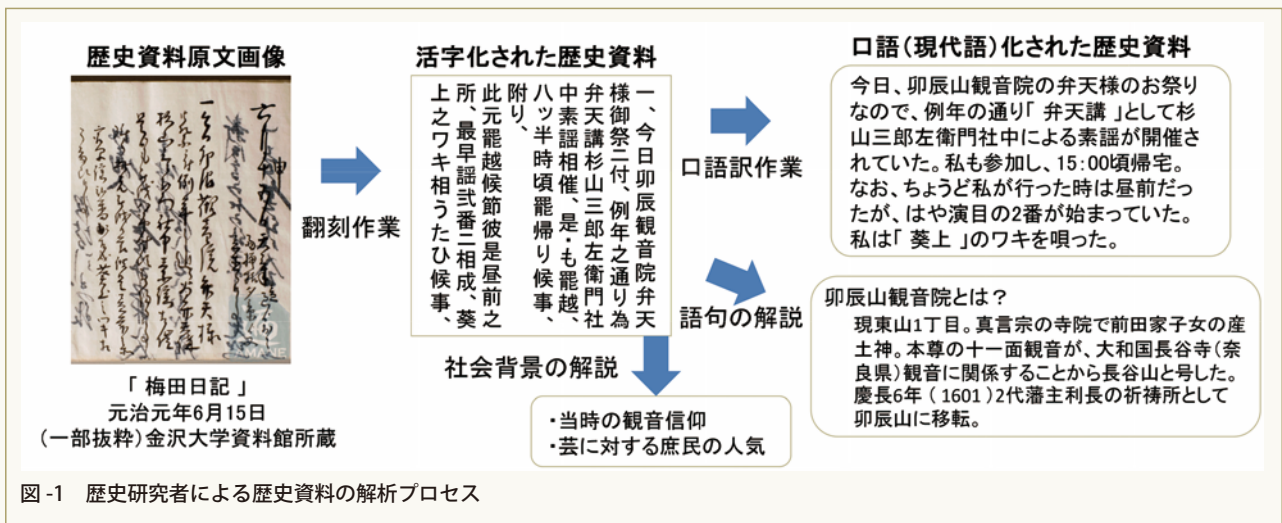 歴史資料原文画像
「 梅田日記 」
元治元年6月15日
(一部抜粋)金沢大学資料館所蔵
翻刻作業
活字化された歴史資料
一、今日卯辰観音院弁天
様御祭ニ付、例年之通り為
弁天講杉山三郎左衛門社
中素謡相催、是・も罷越、
八ッ半時頃罷帰り候事、
附り、
此元罷越候節彼是昼前之
所、最早謡弐番ニ相成、葵
上之ワキ相うたひ候事、
口語訳作業
語句の解説
社会背景の解説
・当時の観音信仰
・芸に対する庶民の人気
口語(現代語)化された歴史資料
今日、卯辰山観音院の弁天様のお祭り
なので、例年の通り「 弁天講 」として杉
山三郎左衛門社中による素謡が開催さ
れていた。私も参加し、15:00頃帰宅。
なお、ちょうど私が行った時は昼前だっ
たが、はや演目の2番が始まっていた。
私は「 葵上 」のワキを唄った。
卯辰山観音院とは？
現東山1丁目。真言宗の寺院で前田家子女の産
土神。本尊の十一面観音が、大和国長谷寺(奈
良県)観音に関係することから長谷山と号した。
慶長6年 ( 1601 ) 2代藩主利長の祈祷所として
卯辰山に移転。
図 -1　歴史研究者による歴史資料の解析プロセス